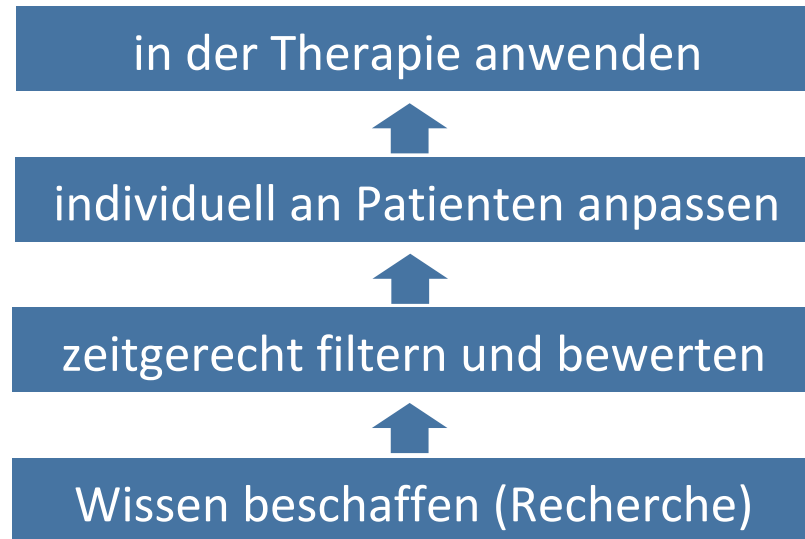 in der Therapie anwenden
individuell an Patienten anpassen
zeitgerecht filtern und bewerten
Wissen beschaffen (Recherche)